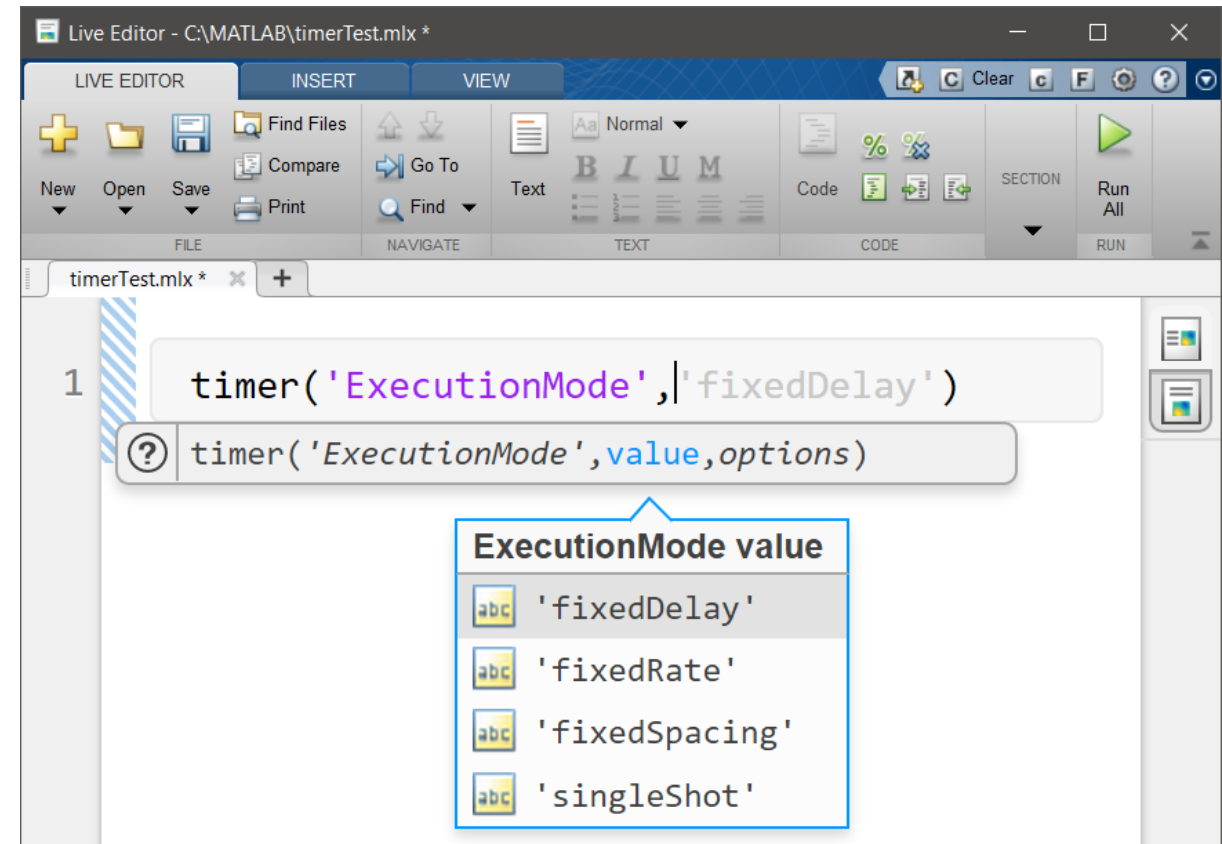 Live Editor - C:\MATLAB\timerTest.mlx *
LIVE EDITOR INSERT VIEW
C Clear c F ?
Find Files
Compare
Print
New Open Save
FILE
Go To
Find
NAVIGATE
Text
Aa Normal
B I U M
TEXT
Code
%
CODE
SECTION
Run All
RUN
timerTest.mlx * +
1 timer('ExecutionMode','fixedDelay')
? timer('ExecutionMode',value,options)
ExecutionMode value
abc 'fixedDelay'
abc 'fixedRate'
abc 'fixedSpacing'
abc 'singleShot'